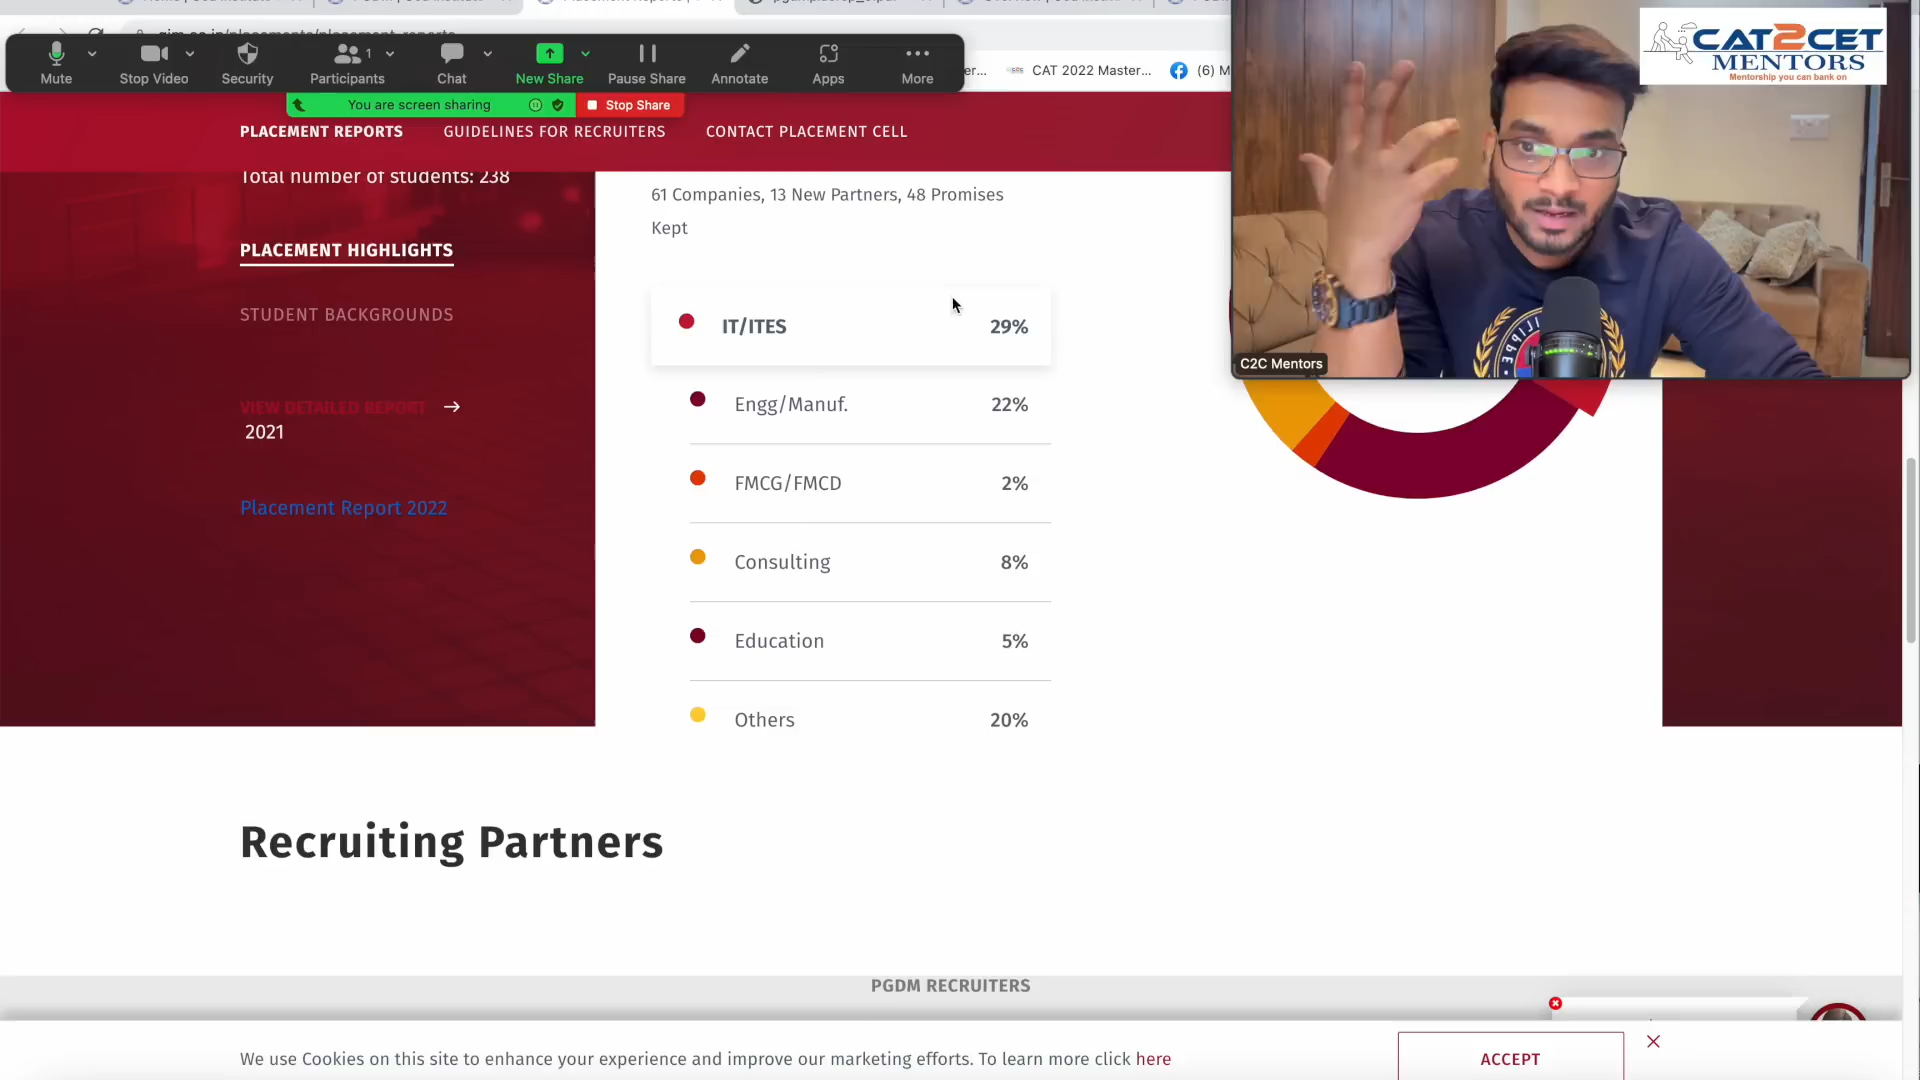 CAT2CET
MENTORS
Mentorship you can bank on
Mute
Stop Video
Security
1
Participants
Chat
New Share
Pause Share
Annotate
Apps
More
CAT 2022 Master...
(6) M
You are screen sharing
Stop Share
PLACEMENT REPORTS
GUIDELINES FOR RECRUITERS
CONTACT PLACEMENT CELL
Total number of students: 238
61 Companies, 13 New Partners, 48 Promises
Kept
PLACEMENT HIGHLIGHTS
STUDENT BACKGROUNDS
VIEW DETAILED REPORT
2021
Placement Report 2022
IT/ITES 29%
Engg/Manuf. 22%
FMCG/FMCD 2%
Consulting 8%
Education 5%
Others 20%
C2C Mentors
Recruiting Partners
PGDM RECRUITERS
We use Cookies on this site to enhance your experience and improve our marketing efforts. To learn more click here
ACCEPT